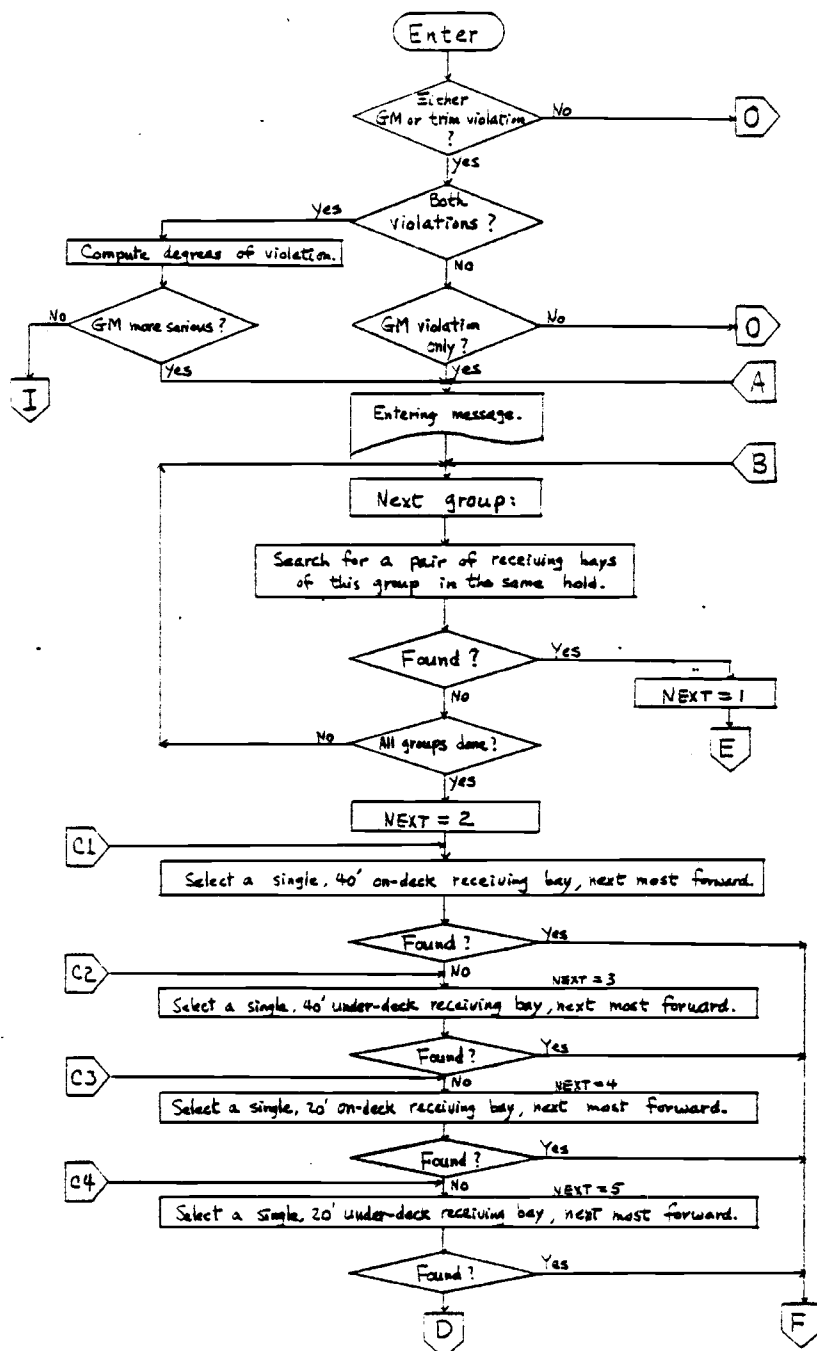 Enter
Either
GM or trim violation
?
No
O
Yes
Both
violations?
Yes
Compute degrees of violation.
No
No
GM more serious?
GM violation
only?
No
O
I
Yes
Yes
A
Entering message.
B
Next group:
Search for a pair of receiving bays
of this group in the same hold.
Found?
Yes
NEXT = 1
No
E
No
All groups done?
Yes
NEXT = 2
C1
Select a single, 40' on-deck receiving bay, next most forward.
Found?
Yes
C2
No
NEXT = 3
Select a single, 40' under-deck receiving bay, next most forward.
Found?
Yes
C3
No
NEXT = 4
Select a single, 20' on-deck receiving bay, next most forward.
Found?
Yes
C4
No
NEXT = 5
Select a single, 20' under-deck receiving bay, next most forward.
Found?
Yes
D
F